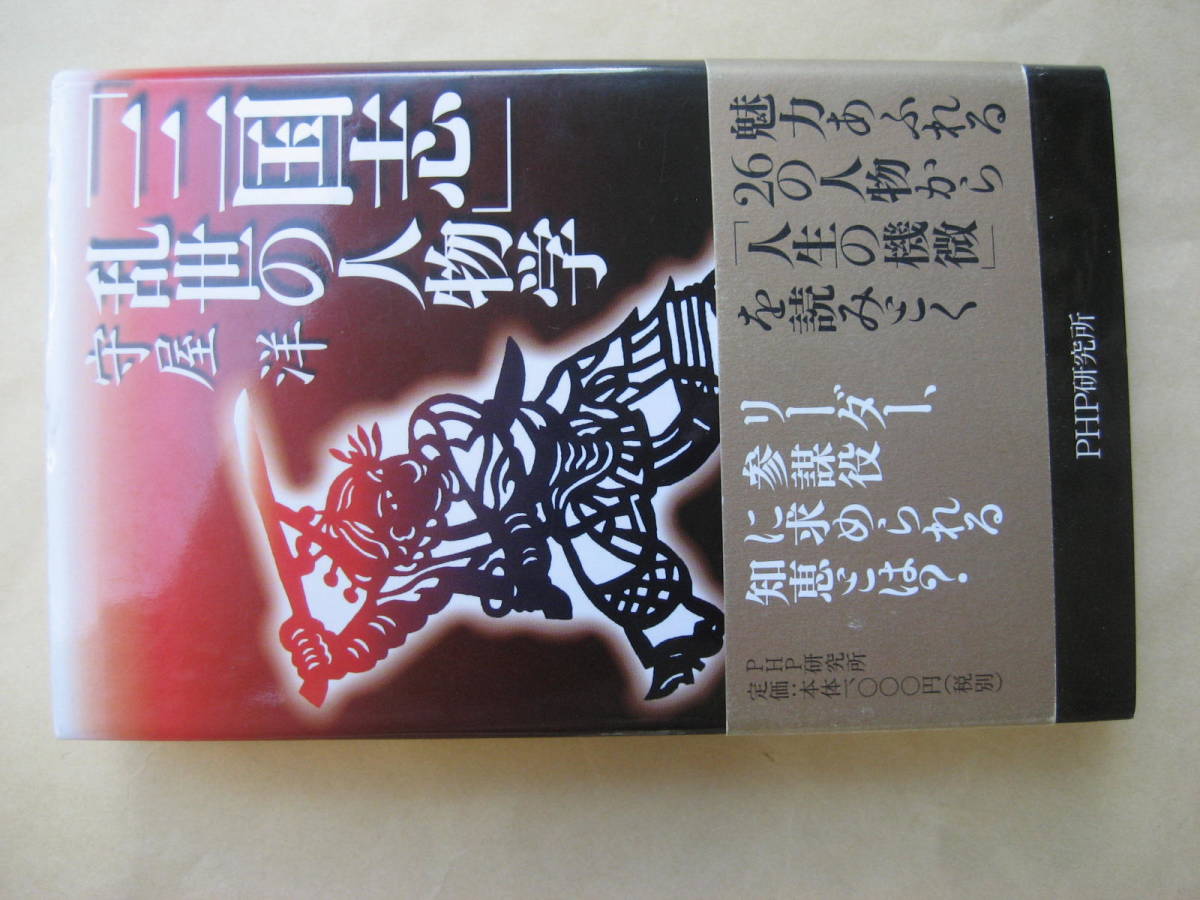 「三国志」
乱世の人物学
守屋洋
魅力あふれる
26の人物から
「人生の機微」
を読みとく
リーダー、
参謀役
に求められる
知恵とは?
PHP研究所
定価:本体一、〇〇〇円(税別)
PHP研究所